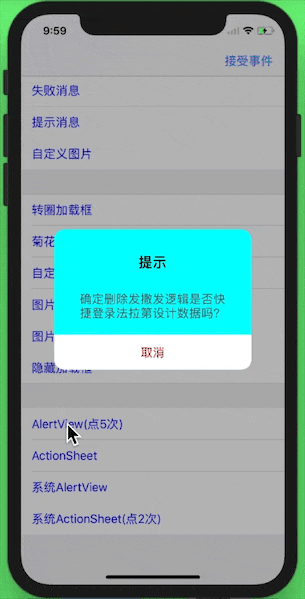 9:59
接受事件
失败消息
提示消息
自定义图片
转圈加载框
菊花
自定
提示
确定删除发撒发逻辑是否快
捷登录法拉第设计数据吗?
图片
取消
图片
隐藏加载框
AlertView(点5次)
ActionSheet
系统AlertView
系统ActionSheet(点2次)